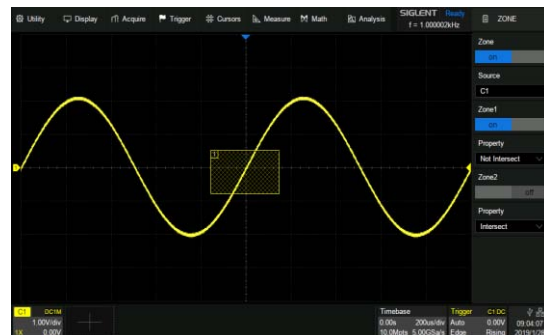 Utility Display Acquire Trigger Cursors Measure Math Analysis
SIGLENT Ready
f = 1.000002kHz
ZONE
Zone
on
Source
C1
Zone1
on
Property
Not Intersect
Zone2
off
Property
Intersect
1
C1 DC1M
1.00V/div
1X 0.00V
Timebase
0.00s 200us/div
10.0Mpts 5.00GSa/s
Trigger C1 DC
Auto 0.00V
Edge Rising
09:04:07